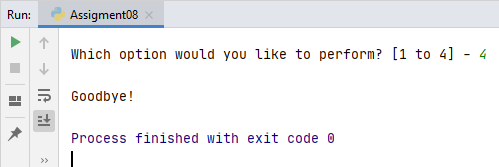 Run: Assigment08 ×
Which option would you like to perform? [1 to 4] - 4
Goodbye!
Process finished with exit code 0